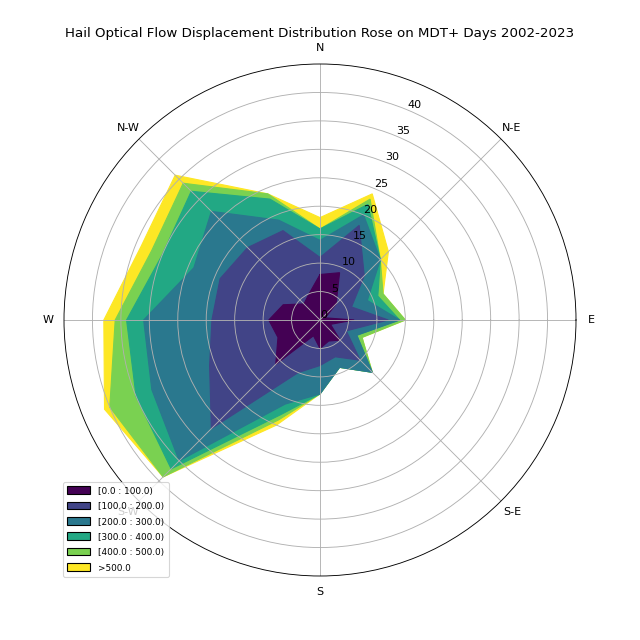 Hail Optical Flow Displacement Distribution Rose on MDT+ Days 2002-2023
N
N-W
N-E
40
35
30
25
20
15
10
5
0
W
E
S-W
S-E
S
[0.0 : 100.0)
[100.0 : 200.0)
[200.0 : 300.0)
[300.0 : 400.0)
[400.0 : 500.0)
>500.0